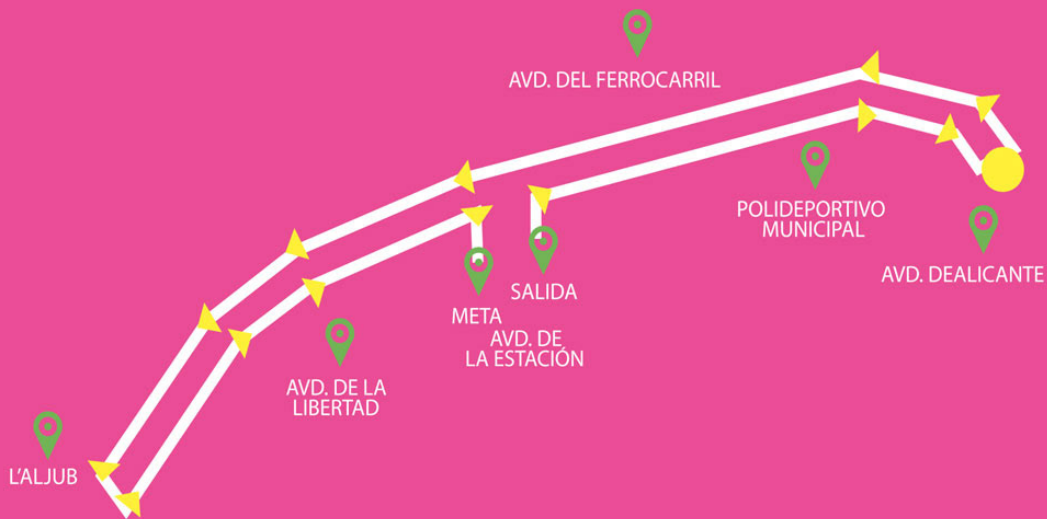 AVD. DEL FERROCARRIL
POLIDEPORTIVO
MUNICIPAL
AVD. DEALICANTE
SALIDA
META
AVD. DE
LA ESTACIÓN
AVD. DE LA
LIBERTAD
L'ALJUB